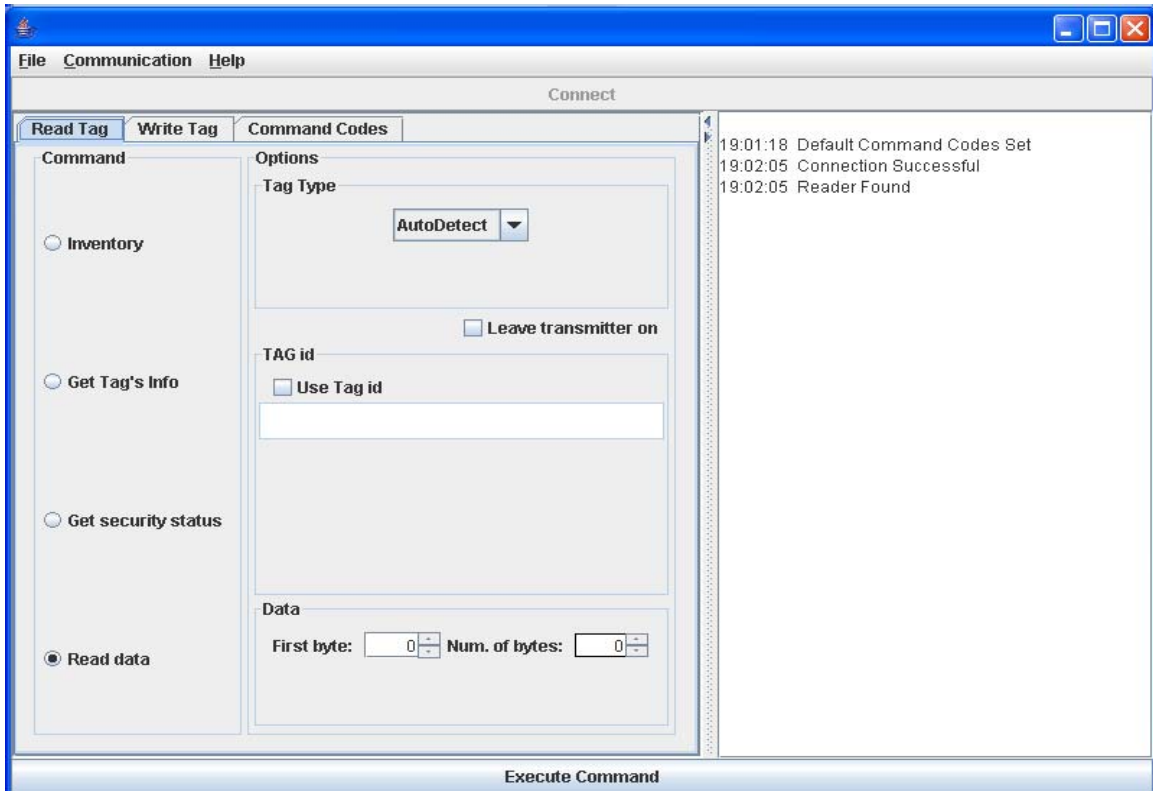 File Communication Help
Connect
Read Tag Write Tag Command Codes
Command
Inventory
Get Tag's Info
Get security status
Read data
Options
Tag Type
AutoDetect
Leave transmitter on
TAG id
Use Tag id
Data
First byte: 0 Num. of bytes: 0
19:01:18 Default Command Codes Set
19:02:05 Connection Successful
19:02:05 Reader Found
Execute Command